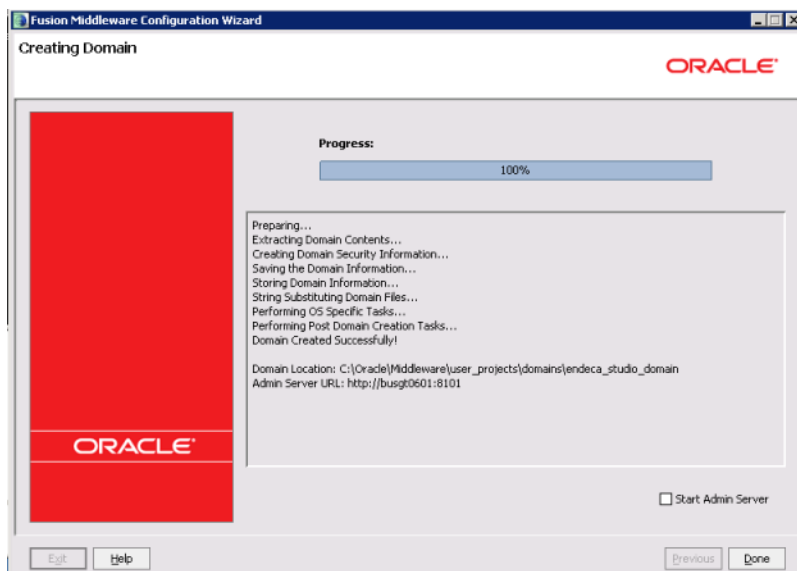 Fusion Middleware Configuration Wizard
Creating Domain
ORACLE
Progress:
100%
Preparing...
Extracting Domain Contents...
Creating Domain Security Information...
Saving the Domain Information...
Storing Domain Information...
String Substituting Domain Files...
Performing OS Specific Tasks...
Performing Post Domain Creation Tasks...
Domain Created Successfully!
Domain Location: C:\Oracle\Middleware\user_projects\domains\endeca_studio_domain
Admin Server URL: http://busgt0601:8101
ORACLE
Start Admin Server
Exit Help Previous Done